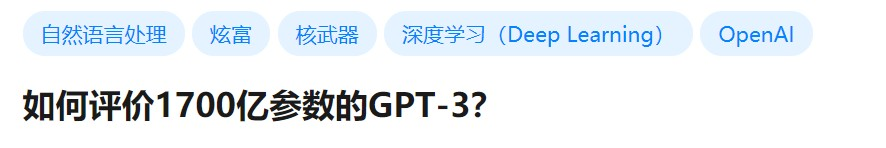 自然语言处理 炫富 核武器 深度学习（Deep Learning） OpenAI
如何评价1700亿参数的GPT-3？